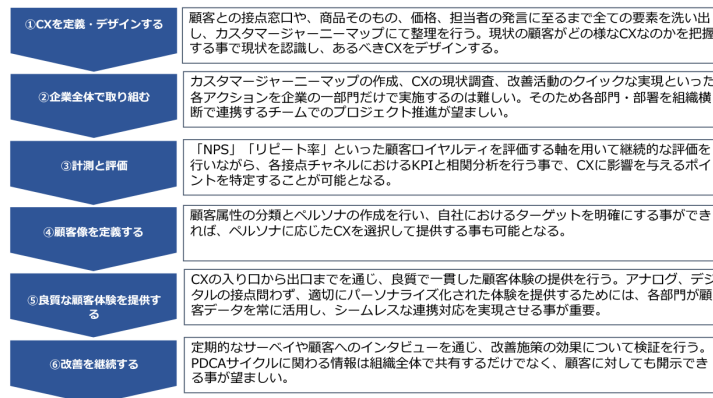 ①CXを定義・デザインする
顧客との接点窓口や、商品そのもの、価格、担当者の発言に至るまで全ての要素を洗い出
し、カスタマージャーニーマップにて整理を行う。現状の顧客がどの様なCXなのかを把握
する事で現状を認識し、あるべきCXをデザインする。
②企業全体で取り組む
カスタマージャーニーマップの作成、CXの現状調査、改善活動のクイックな実現といった
各アクションを企業の一部門だけで実施するのは難しい。そのため各部門・部署を組織横
断で連携するチームでのプロジェクト推進が望ましい。
③計測と評価
「NPS」「リピート率」といった顧客ロイヤルティを評価する軸を用いて継続的な評価を
行いながら、各接点チャネルにおけるKPIと相関分析を行う事で、CXに影響を与えるポイ
ントを特定することが可能となる。
④顧客像を定義する
顧客属性の分類とペルソナの作成を行い、自社におけるターゲットを明確にする事ができ
れば、ペルソナに応じたCXを選択して提供する事も可能となる。
⑤良質な顧客体験を提供す
る
CXの入り口から出口までを通じ、良質で一貫した顧客体験の提供を行う。アナログ、デジ
タルの接点問わず、適切にパーソナライズ化された体験を提供するためには、各部門が顧
客データを常に活用し、シームレスな連携対応を実現させる事が重要。
⑥改善を継続する
定期的なサーベイや顧客へのインタビューを通じ、改善施策の効果について検証を行う。
PDCAサイクルに関わる情報は組織全体で共有するだけでなく、顧客に対しても開示でき
る事が望ましい。